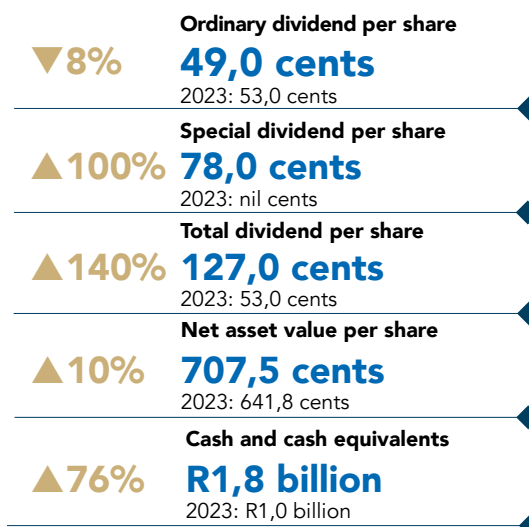 Ordinary dividend per share
▼8% 49,0 cents
2023: 53,0 cents
Special dividend per share
▲100% 78,0 cents
2023: nil cents
Total dividend per share
▲140% 127,0 cents
2023: 53,0 cents
Net asset value per share
▲10% 707,5 cents
2023: 641,8 cents
Cash and cash equivalents
▲76% R1,8 billion
2023: R1,0 billion